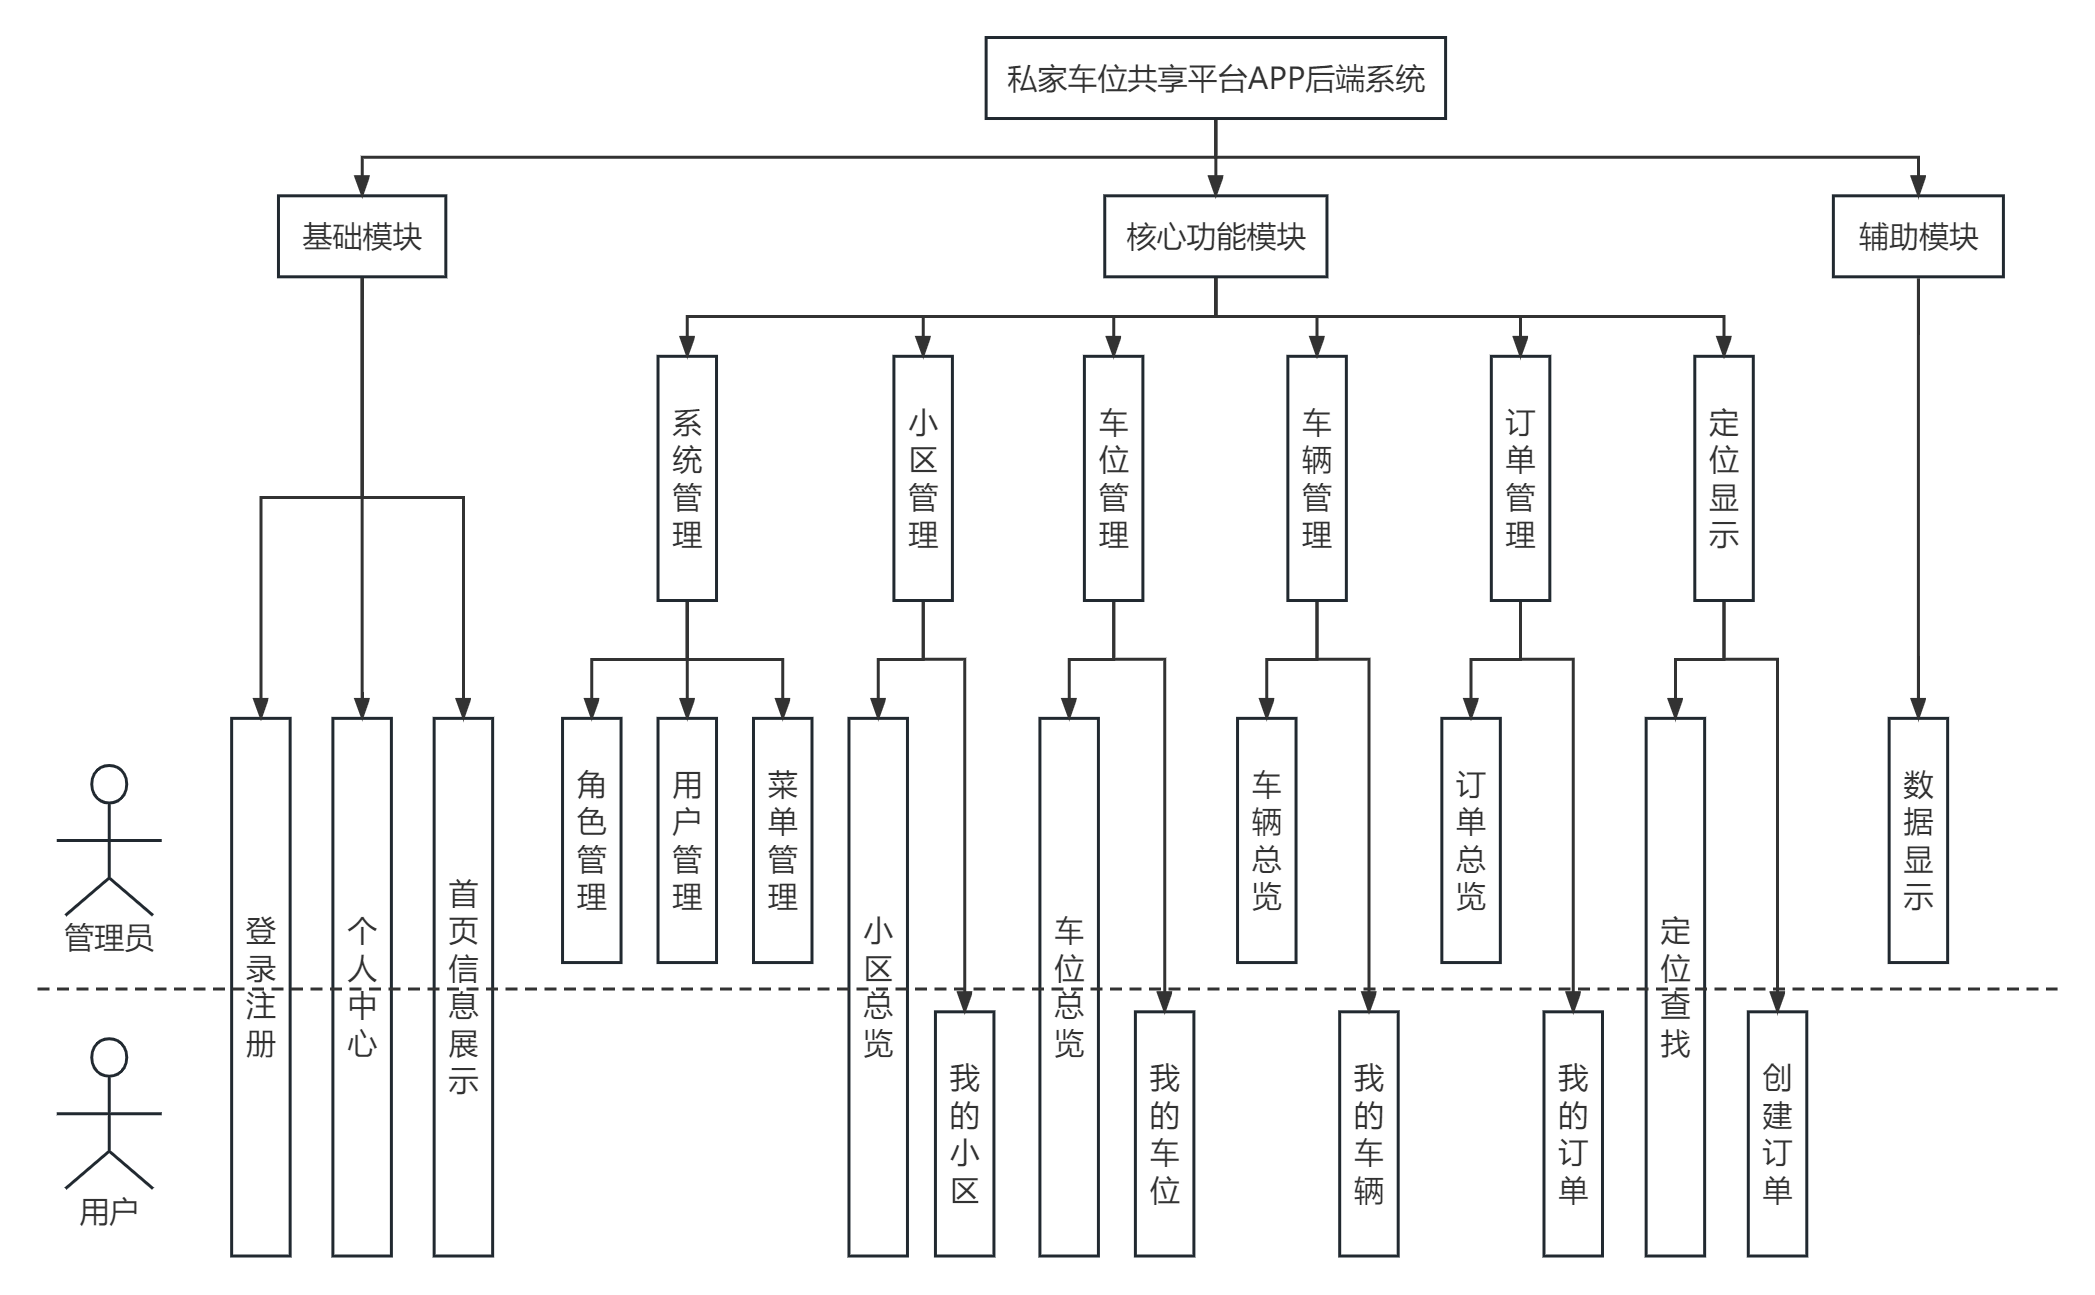 私家车位共享平台APP后端系统
基础模块
核心功能模块
辅助模块
系统管理
小区管理
车位管理
车辆管理
订单管理
定位显示
管理员
登录注册
个人中心
首页信息展示
角色管理
用户管理
菜单管理
小区总览
车位总览
车辆总览
订单总览
定位查找
数据显示
用户
我的小区
我的车位
我的车辆
我的订单
创建订单